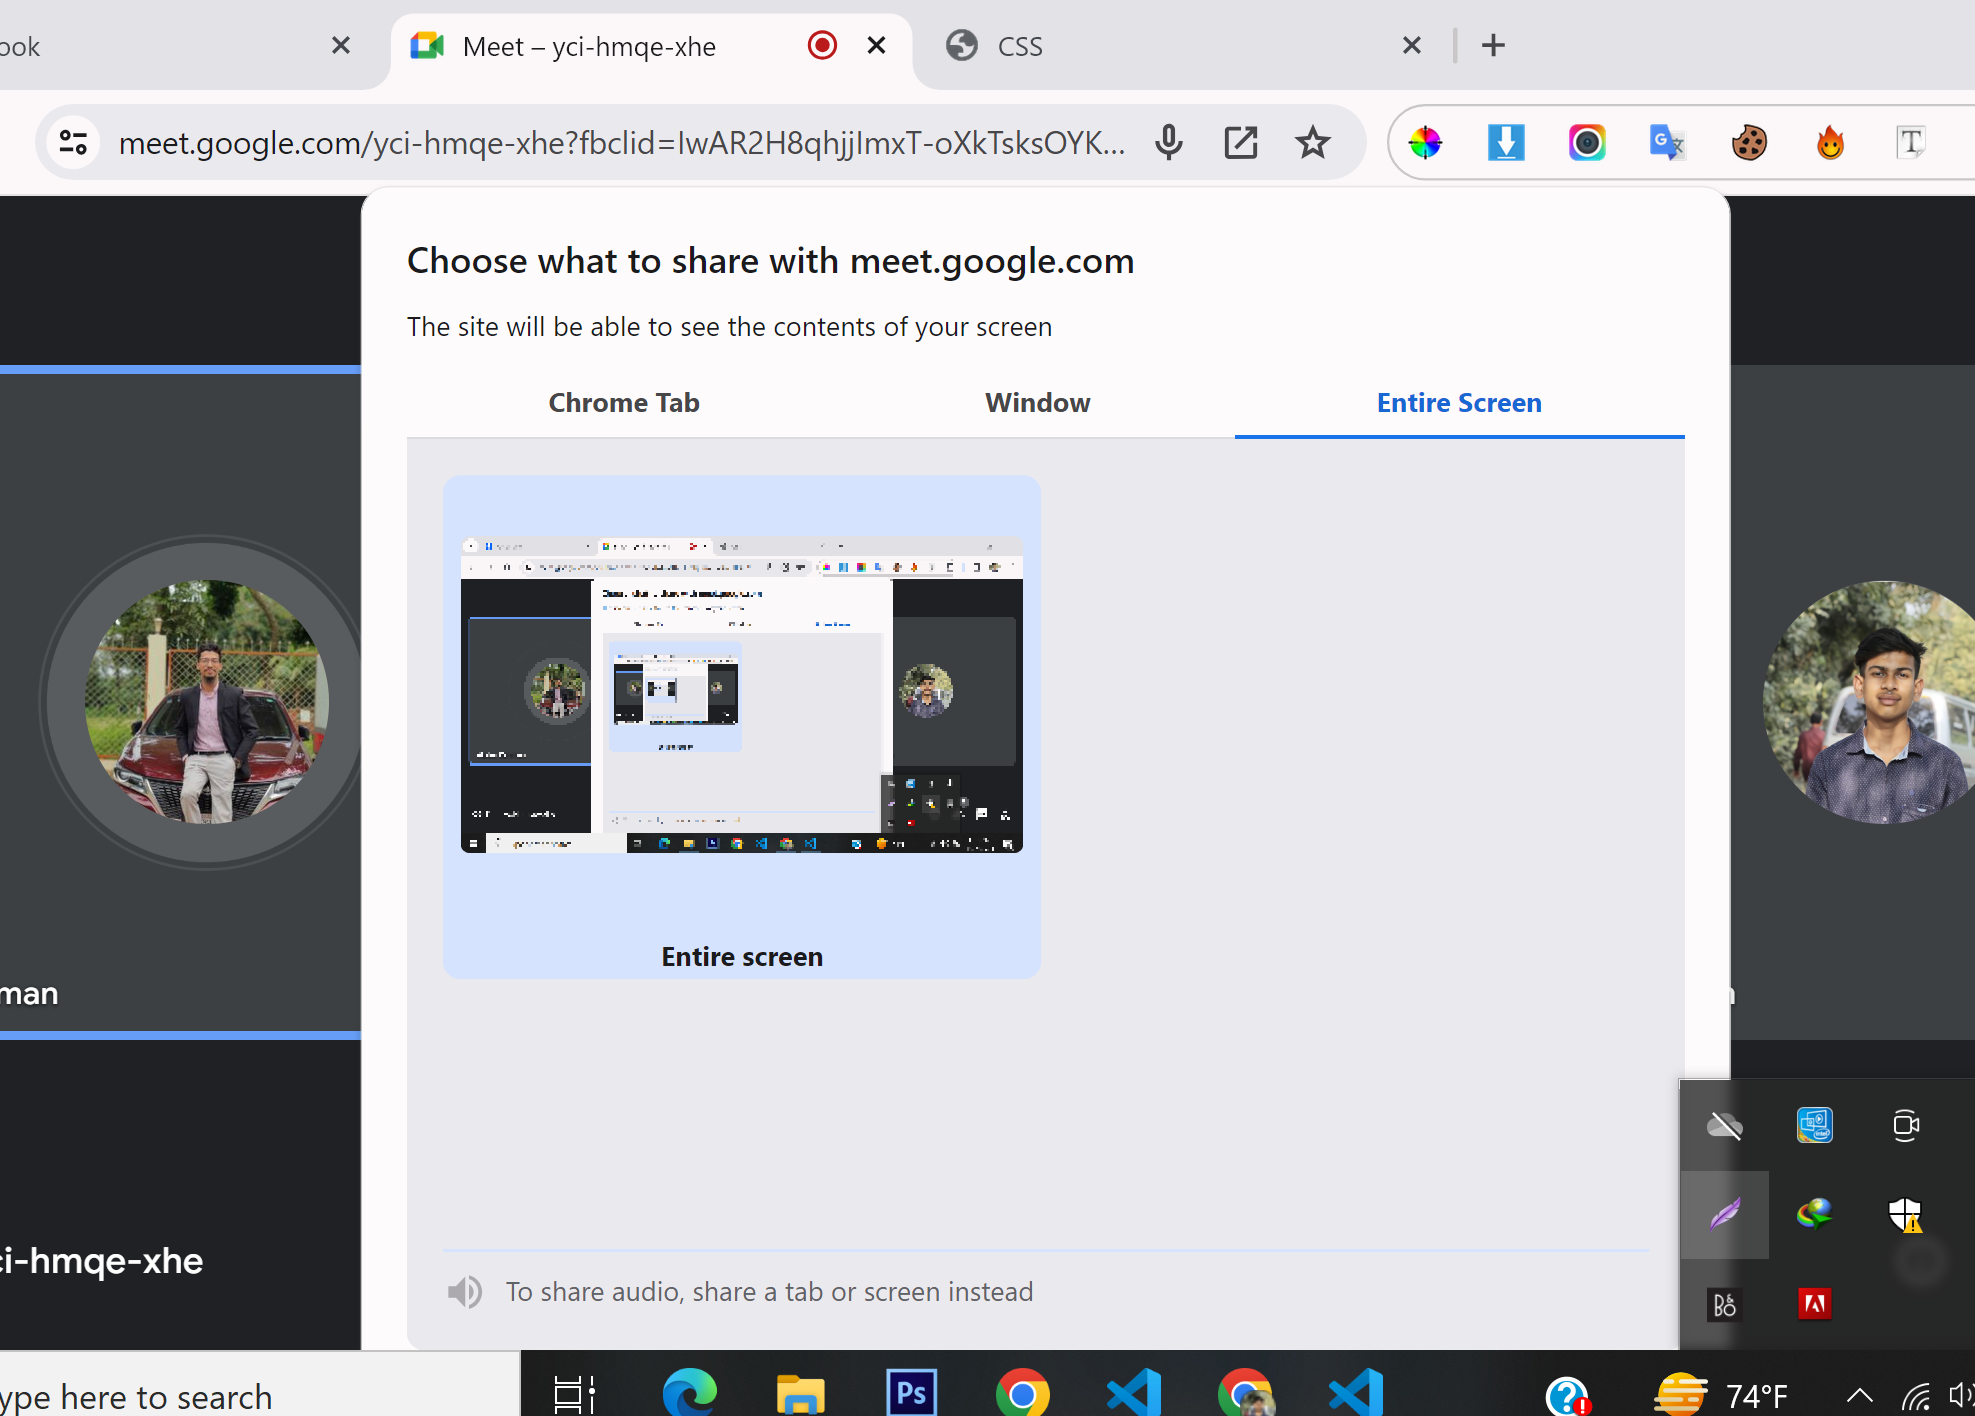 ook
Meet – yci-hmqe-xhe
CSS
meet.google.com/yci-hmqe-xhe?fbclid=IwAR2H8qhjjImxT-oXkTsksOYK...
Choose what to share with meet.google.com
The site will be able to see the contents of your screen
Chrome Tab
Window
Entire Screen
Entire screen
man
ci-hmqe-xhe
To share audio, share a tab or screen instead
B&O
ype here to search
Ps
74°F